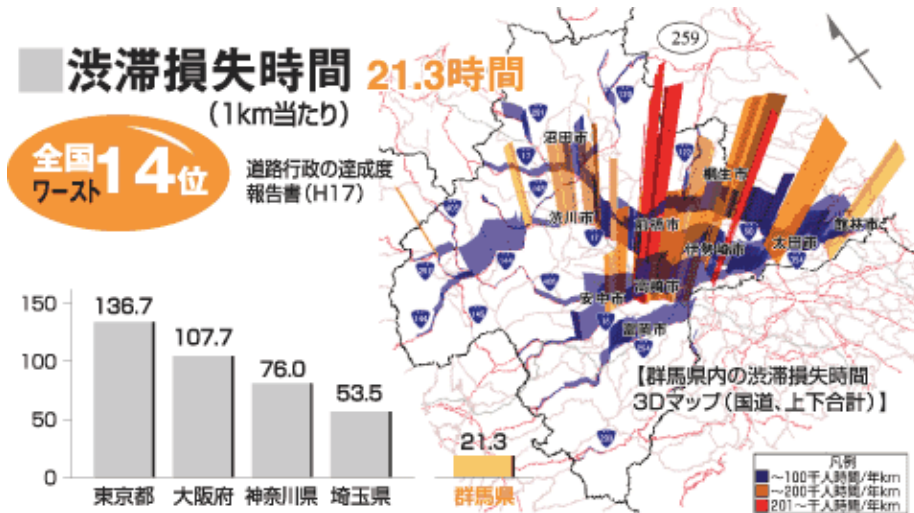 渋滞損失時間 21.3時間
(1km当たり)
全国
ワースト14位
道路行政の達成度
報告書(H17)
259
沼田市
17
桐生市
渋川市
17
前橋市
伊勢崎市
太田市
館林市
50
354
安中市
高崎市
富岡市
254
【群馬県内の渋滞損失時間
3Dマップ(国道、上下合計)】
150
100
50
0
136.7
107.7
76.0
53.5
21.3
東京都
大阪府
神奈川県
埼玉県
群馬県
凡例
～100千人時間/年km
～200千人時間/年km
201～千人時間/年km